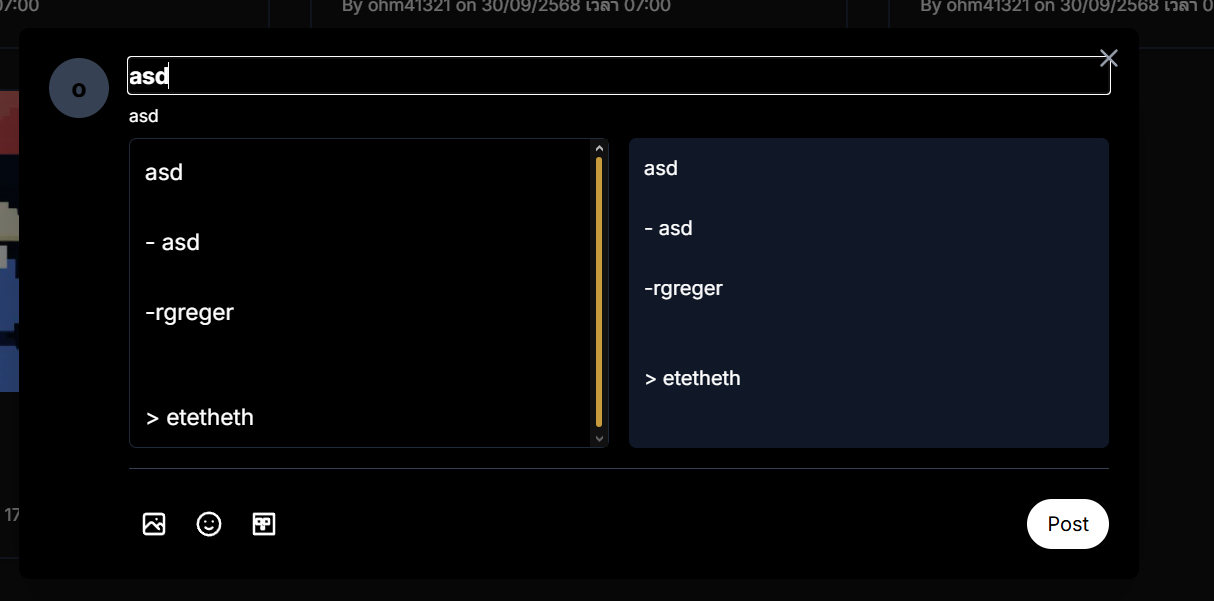 07:00
By ohm41321 on 30/09/2568 เวลา 07:00
By ohm41321 on 30/09/2568 เวลา 0
o
asd
asd
asd
- asd
-rgreger
> etetheth
asd
- asd
-rgreger
> etetheth
17
Post